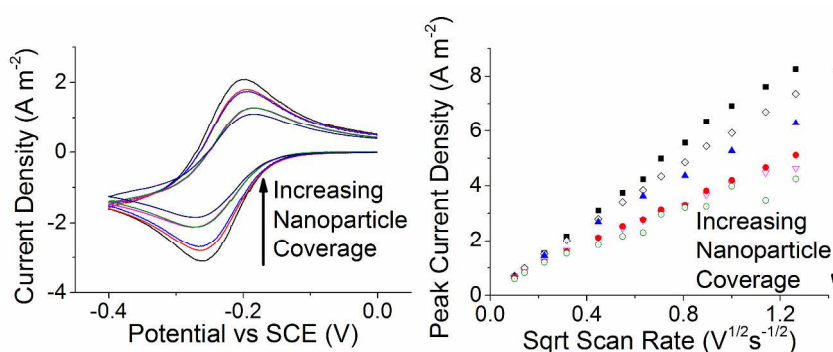 Current Density (A m⁻²)
2
0
-2
-4
Increasing
Nanoparticle
Coverage
-0.4
-0.2
0.0
Potential vs SCE (V)
Peak Current Density (A m⁻²)
8
6
4
2
0
Increasing
Nanoparticle
Coverage
0.0
0.4
0.8
1.2
Sqrt Scan Rate (V^1/2 s^-1/2)